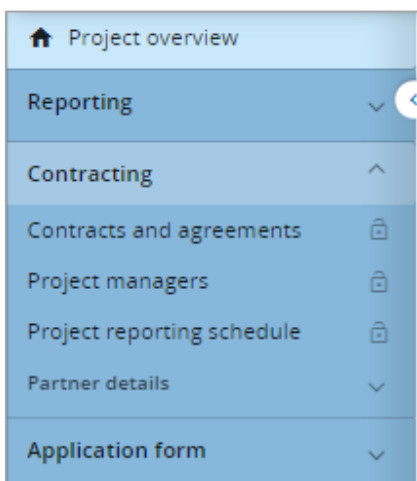 Project overview
Reporting
Contracting
Contracts and agreements
Project managers
Project reporting schedule
Partner details
Application form